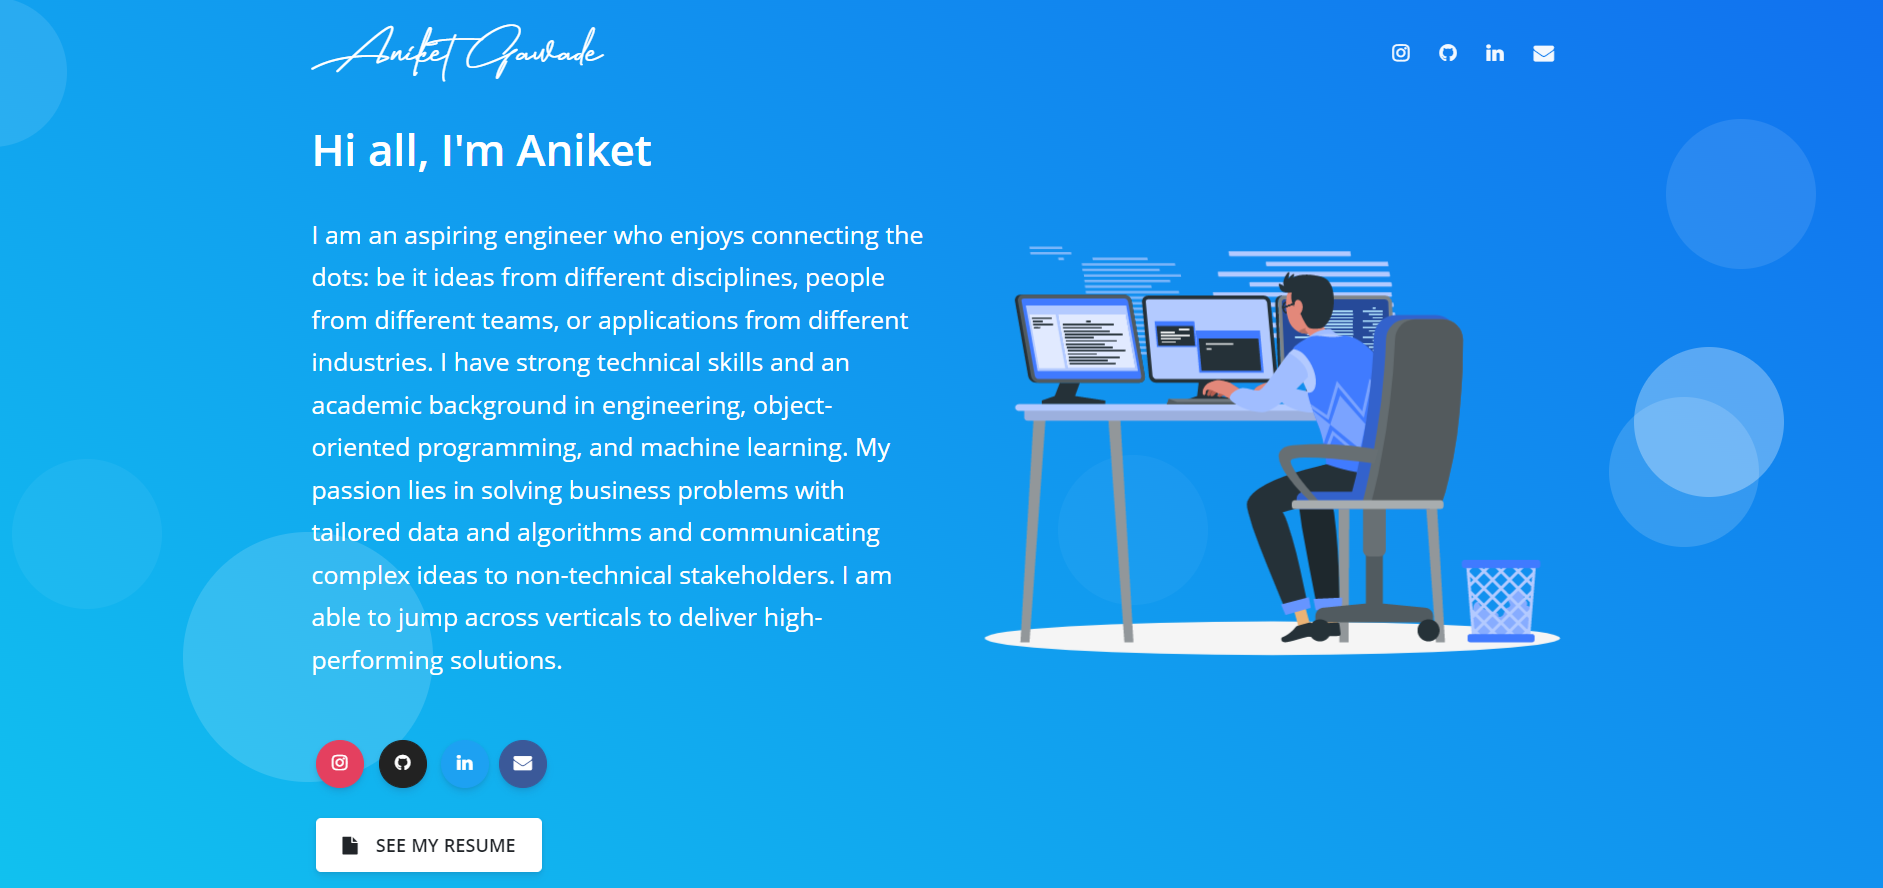 Aniket Gawade
Hi all, I'm Aniket
I am an aspiring engineer who enjoys connecting the
dots: be it ideas from different disciplines, people
from different teams, or applications from different
industries. I have strong technical skills and an
academic background in engineering, object-
oriented programming, and machine learning. My
passion lies in solving business problems with
tailored data and algorithms and communicating
complex ideas to non-technical stakeholders. I am
able to jump across verticals to deliver high-
performing solutions.
SEE MY RESUME